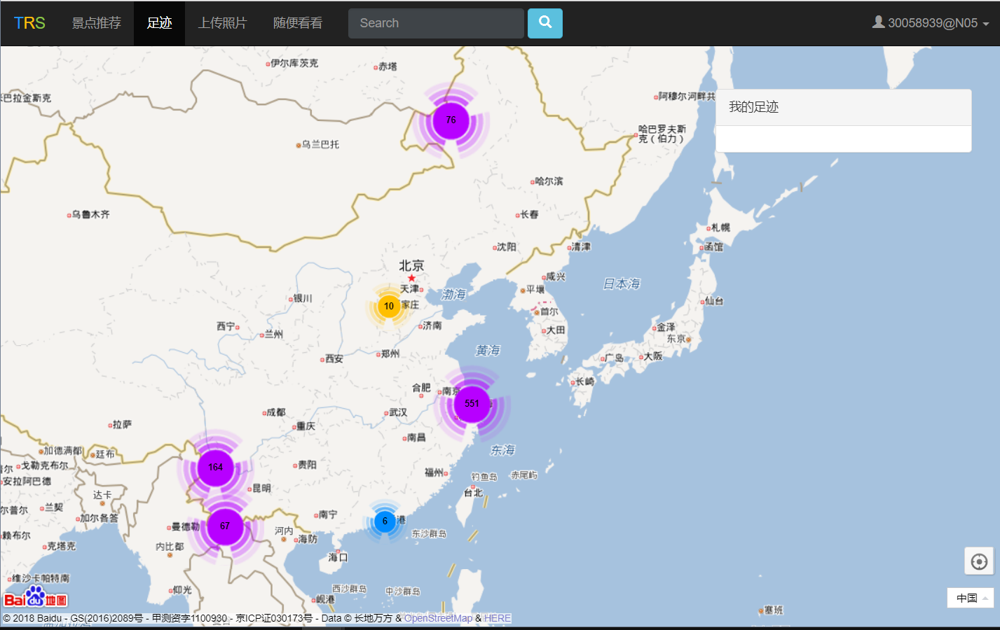 TRS 景点推荐 足迹 上传照片 随便看看 Search 30058939@N05
伊尔库茨克
赤塔
巴拉金斯克
阿穆尔河畔共
我的足迹
76
哈巴罗夫斯
克（伯力）
乌兰巴托
哈尔滨
乌鲁木齐
长春
札幌
沈阳
清津
函馆
北京
咸兴
日本海
天津
平壤
渤海
银川
10
家庄
首尔
仙台
西宁
济南
金泽
兰州
大田
东京
黄海
郑州
西安
广岛
大阪
长崎
合肥
南京
551
成都
武汉
拉萨
重庆
南昌
加德满都
廷布
东海
戈勒克布尔
164
贵阳
福州
钓鱼岛
赤尾屿
安拉阿巴德
昆明
台北
达卡
兰契
尔普尔
南宁
加尔各答
6
港
曼德勒
67
河内
东沙群岛
赖布尔
海防
克塔克
内比都
海口
维沙卡帕特南
仰光
西沙群岛
中沙群岛
岘港
中国
Bai du 地图
塞班
© 2018 Baidu - GS(2016)2089号 - 甲测资字1100930 - 京ICP证030173号 - Data © 长地万方 & OpenStreetMap & HERE